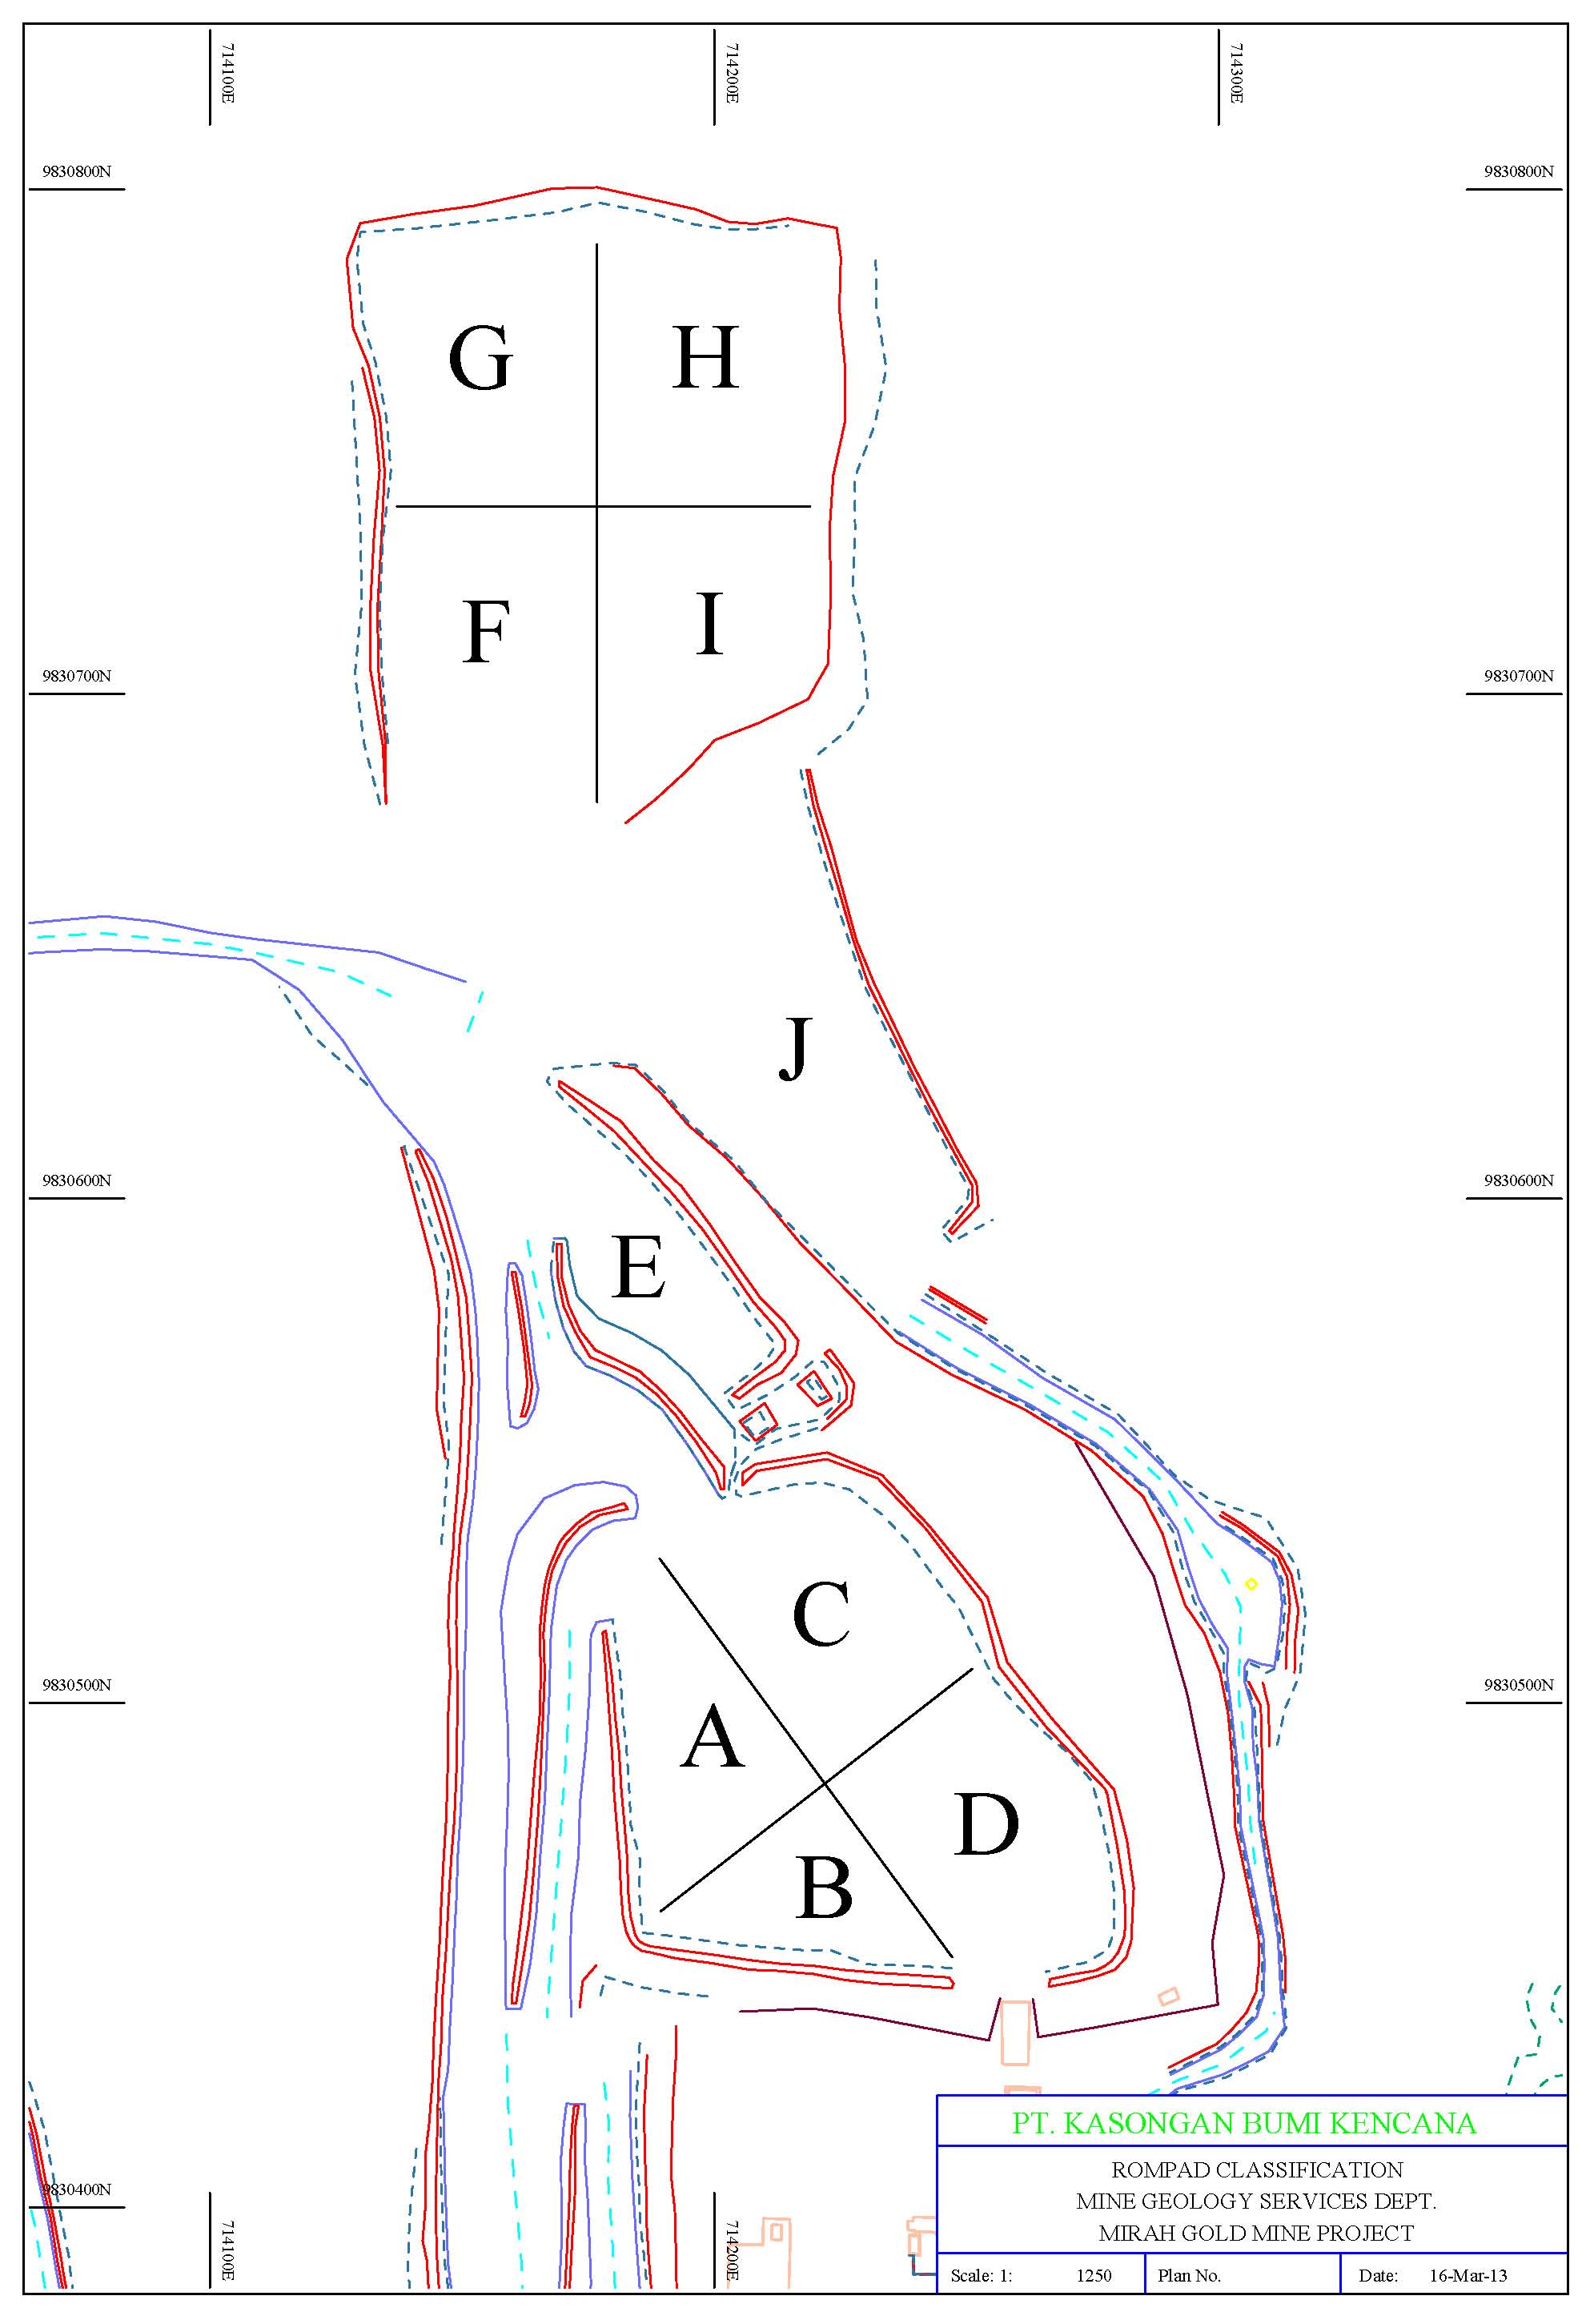 714100E
714200E
714300E
9830800N
9830800N
G
H
F
I
9830700N
9830700N
J
9830600N
9830600N
E
C
9830500N
9830500N
A
D
B
PT. KASONGAN BUMI KENCANA
ROMPAD CLASSIFICATION
MINE GEOLOGY SERVICES DEPT.
MIRAH GOLD MINE PROJECT
9830400N
714100E
714200E
Scale: 1: 1250
Plan No.
Date: 16-Mar-13